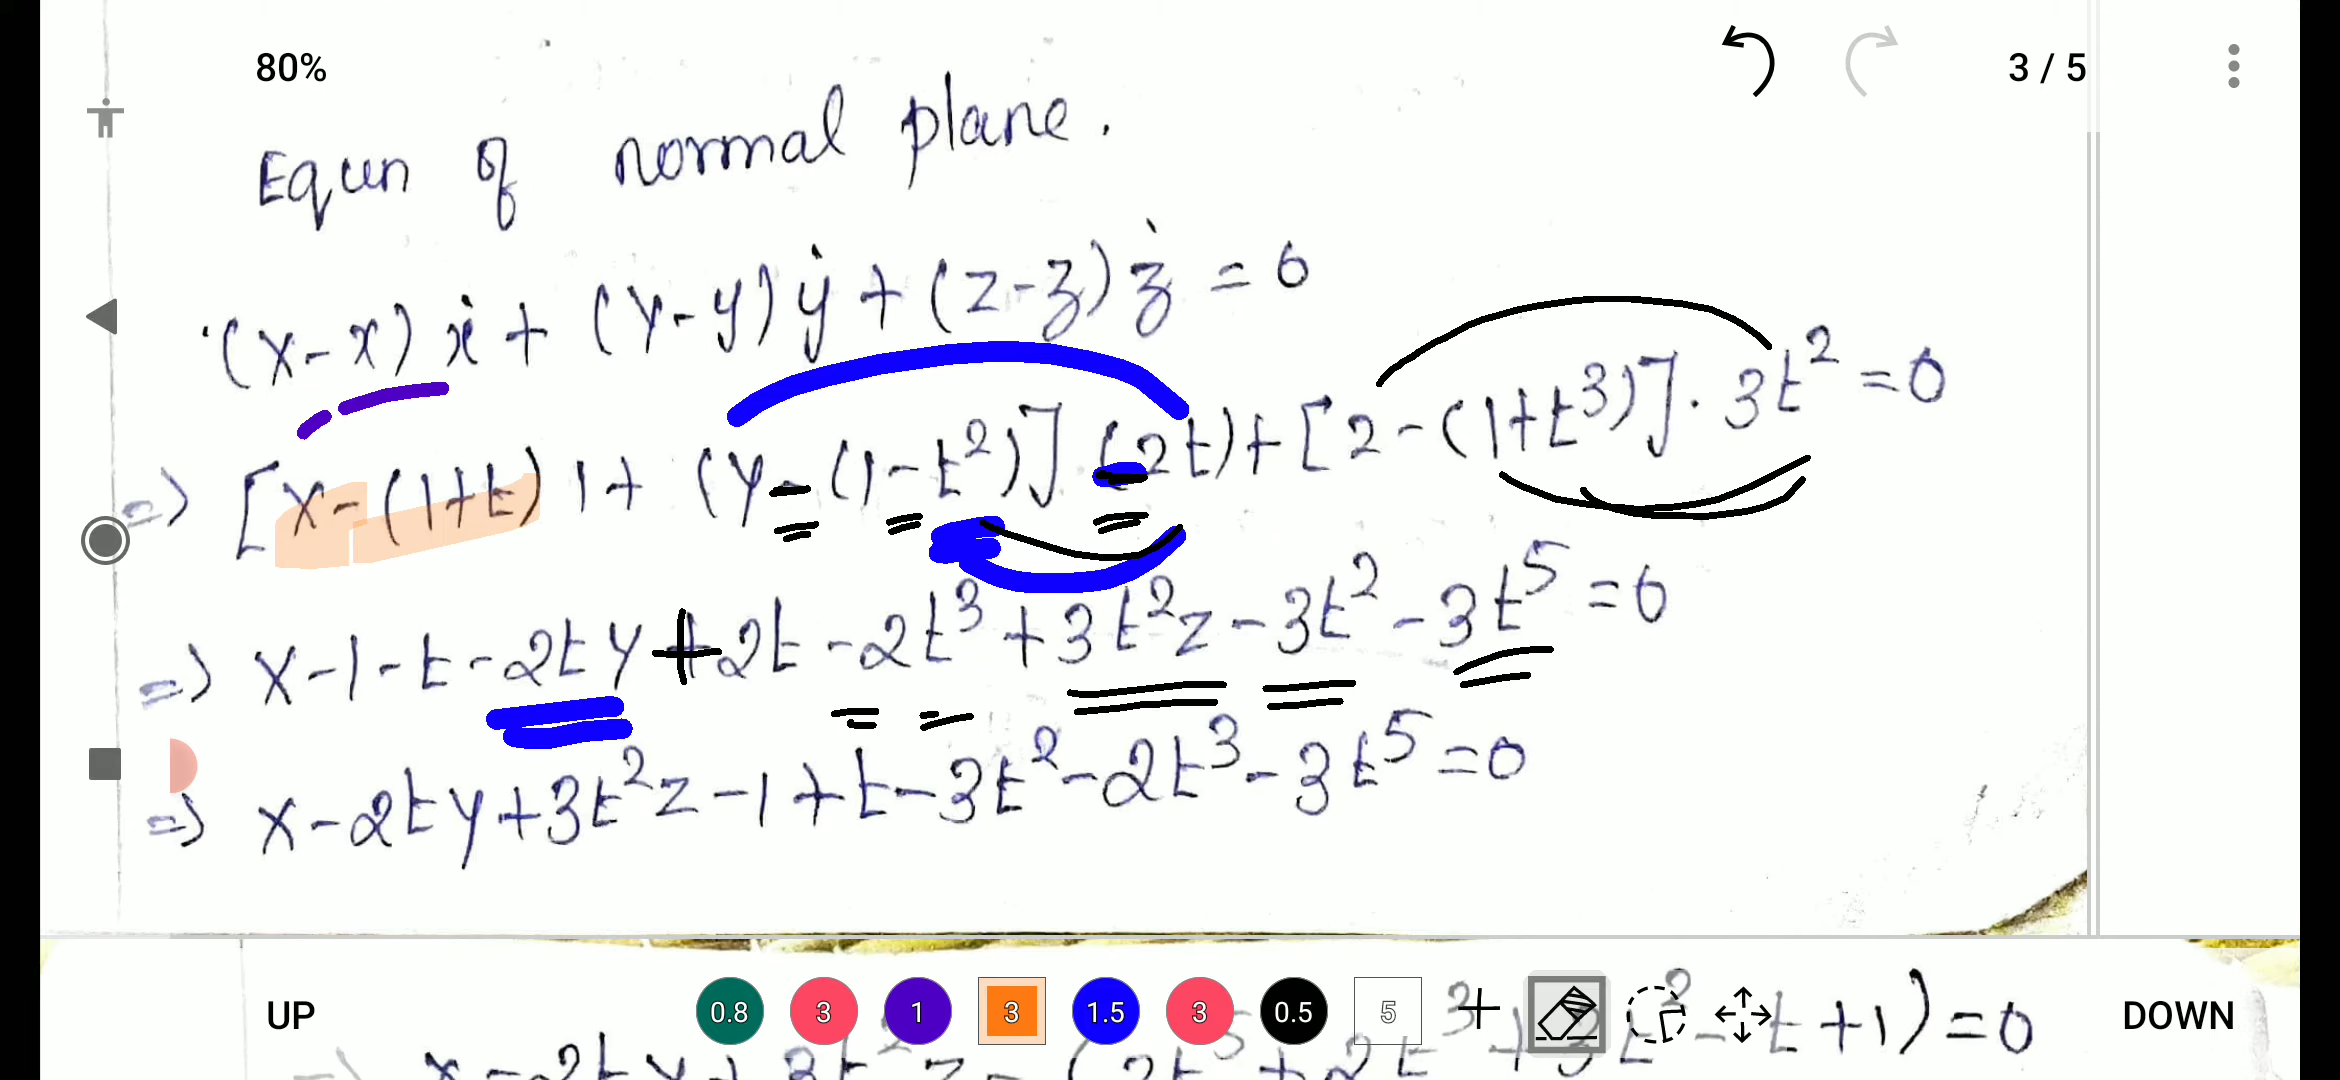 80%
3 / 5
Equn of normal plane.
(x-x) ẋ + (y-y) ẏ + (z-z) ż = 0
=> [x-(1+t) 1 + (y-(1-t²)] (-2t) + [2-(1+t³)]. 3t² = 0
=> x-1-t-2ty+2t-2t³+3t²z-3t²-3t⁵ = 0
=> x-2ty+3t²z-1+t-3t²-2t³-3t⁵ = 0
UP
0.8 3 1 3 1.5 3 0.5 5
DOWN
t+1)=0